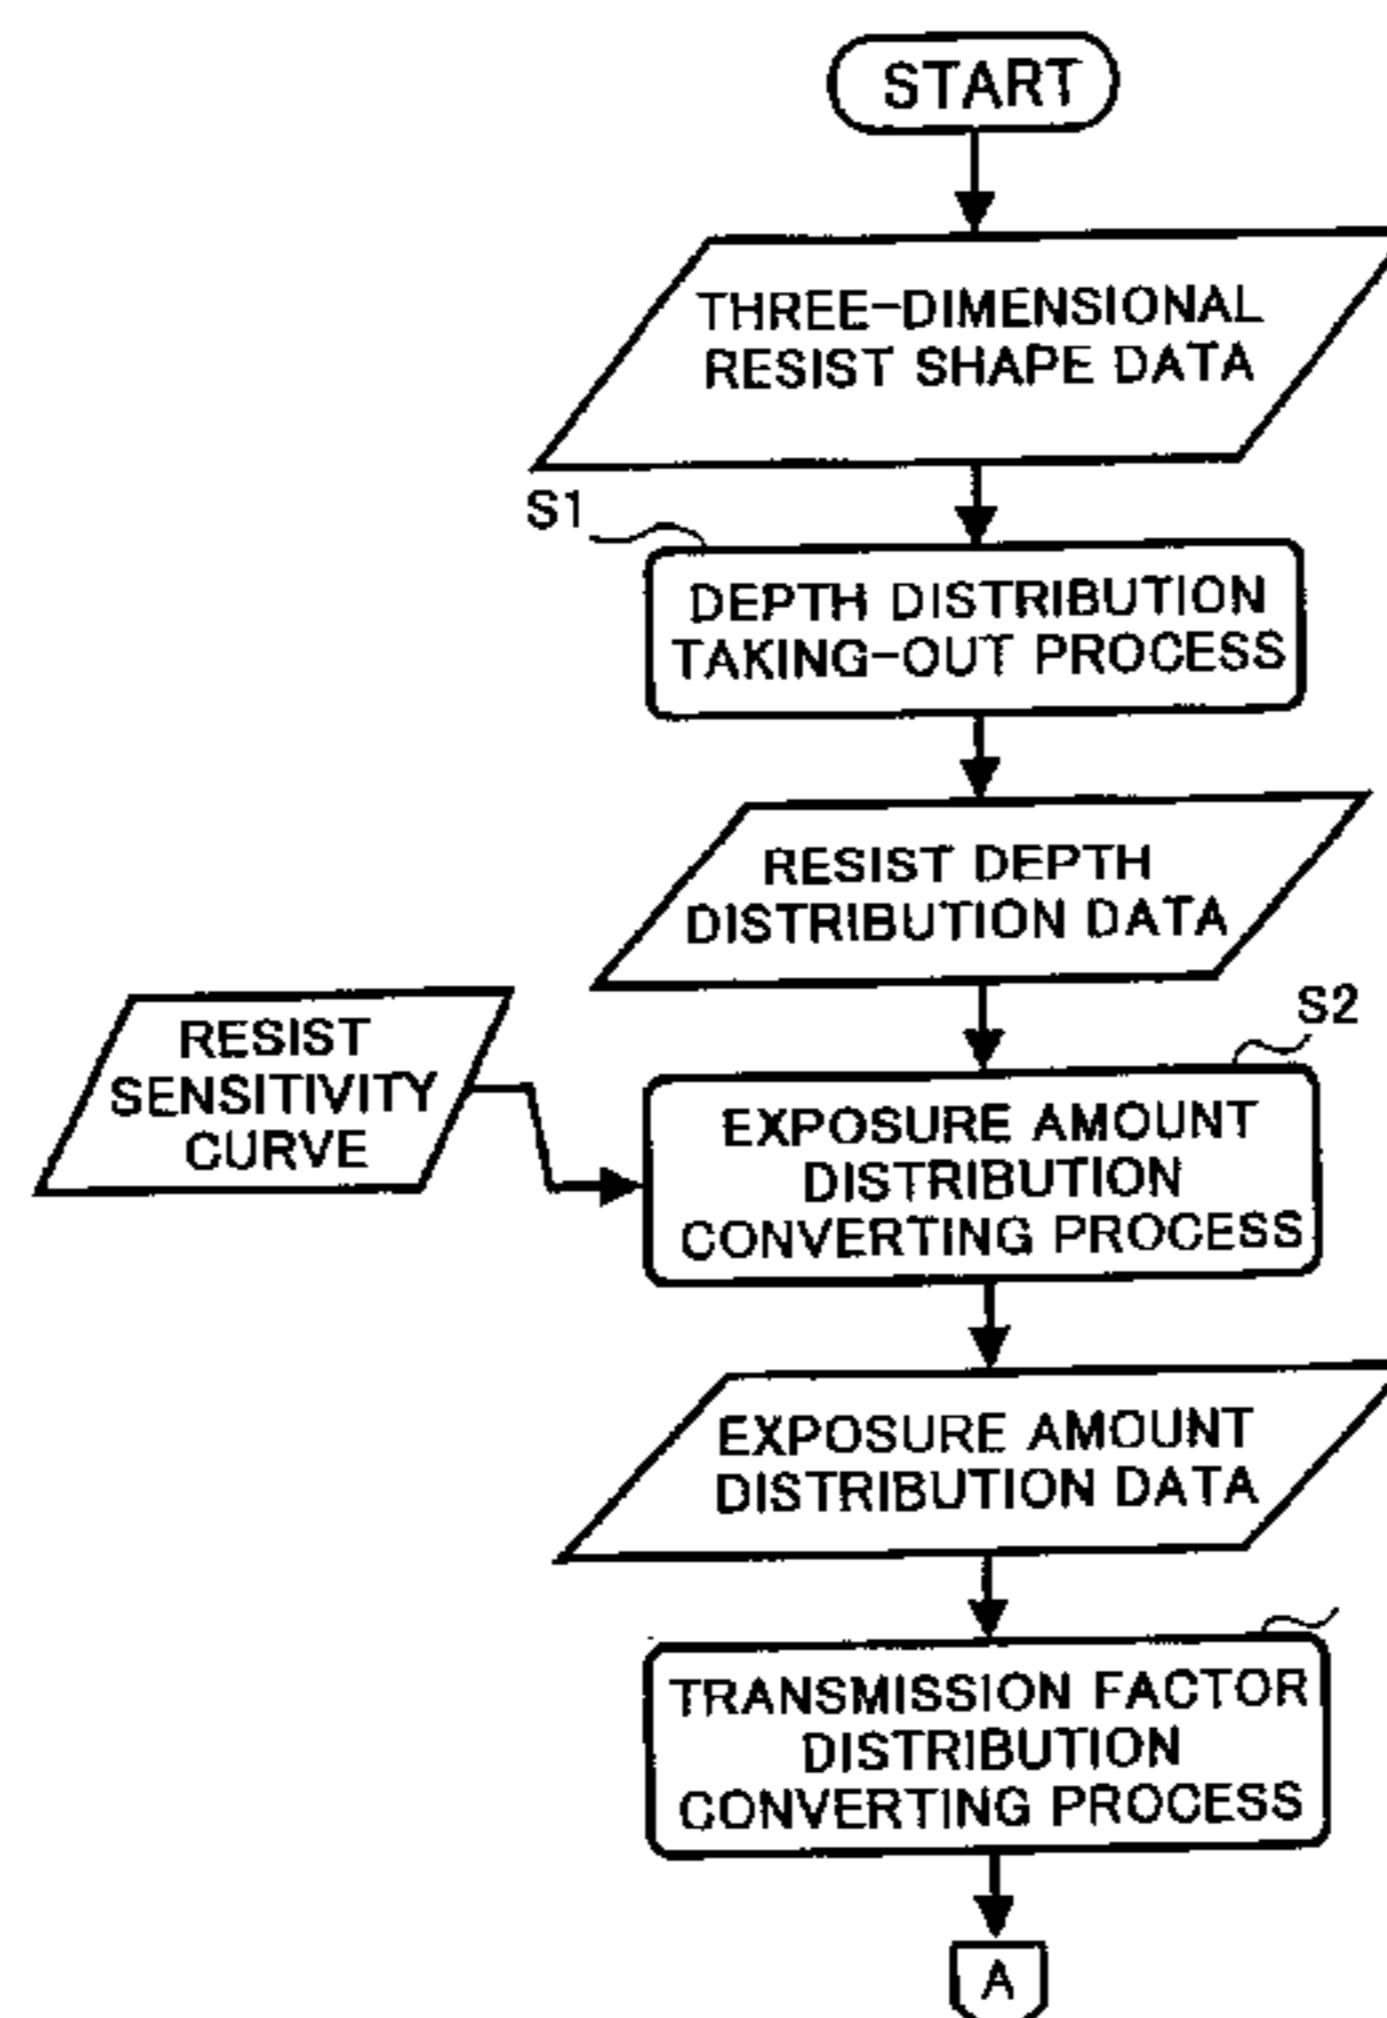 START
THREE-DIMENSIONAL
RESIST SHAPE DATA
S1
DEPTH DISTRIBUTION
TAKING-OUT PROCESS
RESIST DEPTH
DISTRIBUTION DATA
RESIST
SENSITIVITY
CURVE
S2
EXPOSURE AMOUNT
DISTRIBUTION
CONVERTING PROCESS
EXPOSURE AMOUNT
DISTRIBUTION DATA
TRANSMISSION FACTOR
DISTRIBUTION
CONVERTING PROCESS
A